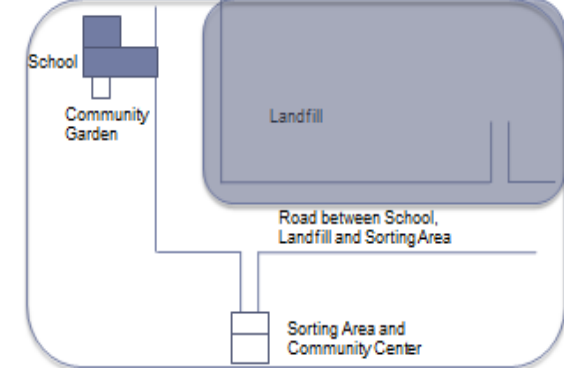 School
Community
Garden
Landfill
Road between School,
Landfill and Sorting Area
Sorting Area and
Community Center